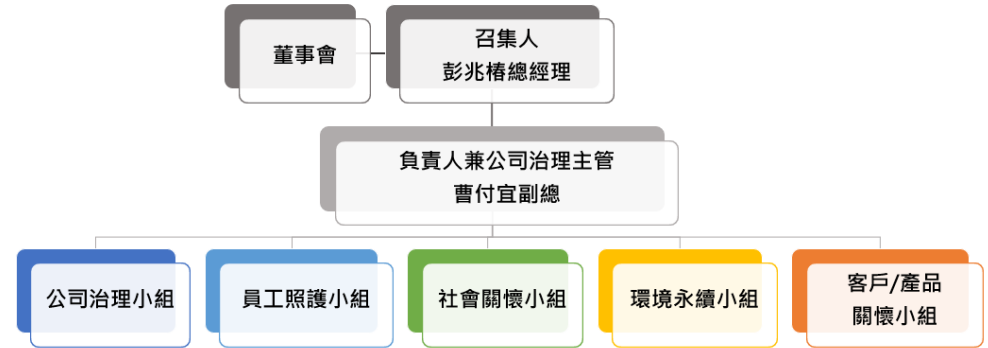 董事會
召集人
彭兆椿總經理
負責人兼公司治理主管
曹付宜副總
公司治理小組
員工照護小組
社會關懷小組
環境永續小組
客戶/產品
關懷小組